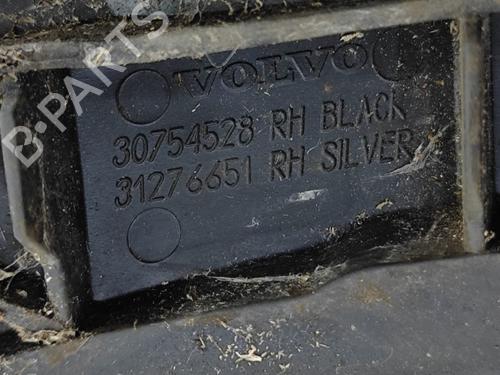 B-PARTS
VOLVO
30754528 RH BLACK
31276651 RH SILVER